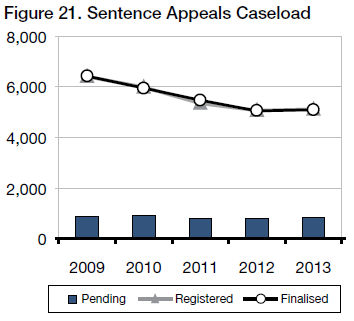 Figure 21. Sentence Appeals Caseload
8,000
6,000
4,000
2,000
0
2009 2010 2011 2012 2013
Pending Registered Finalised